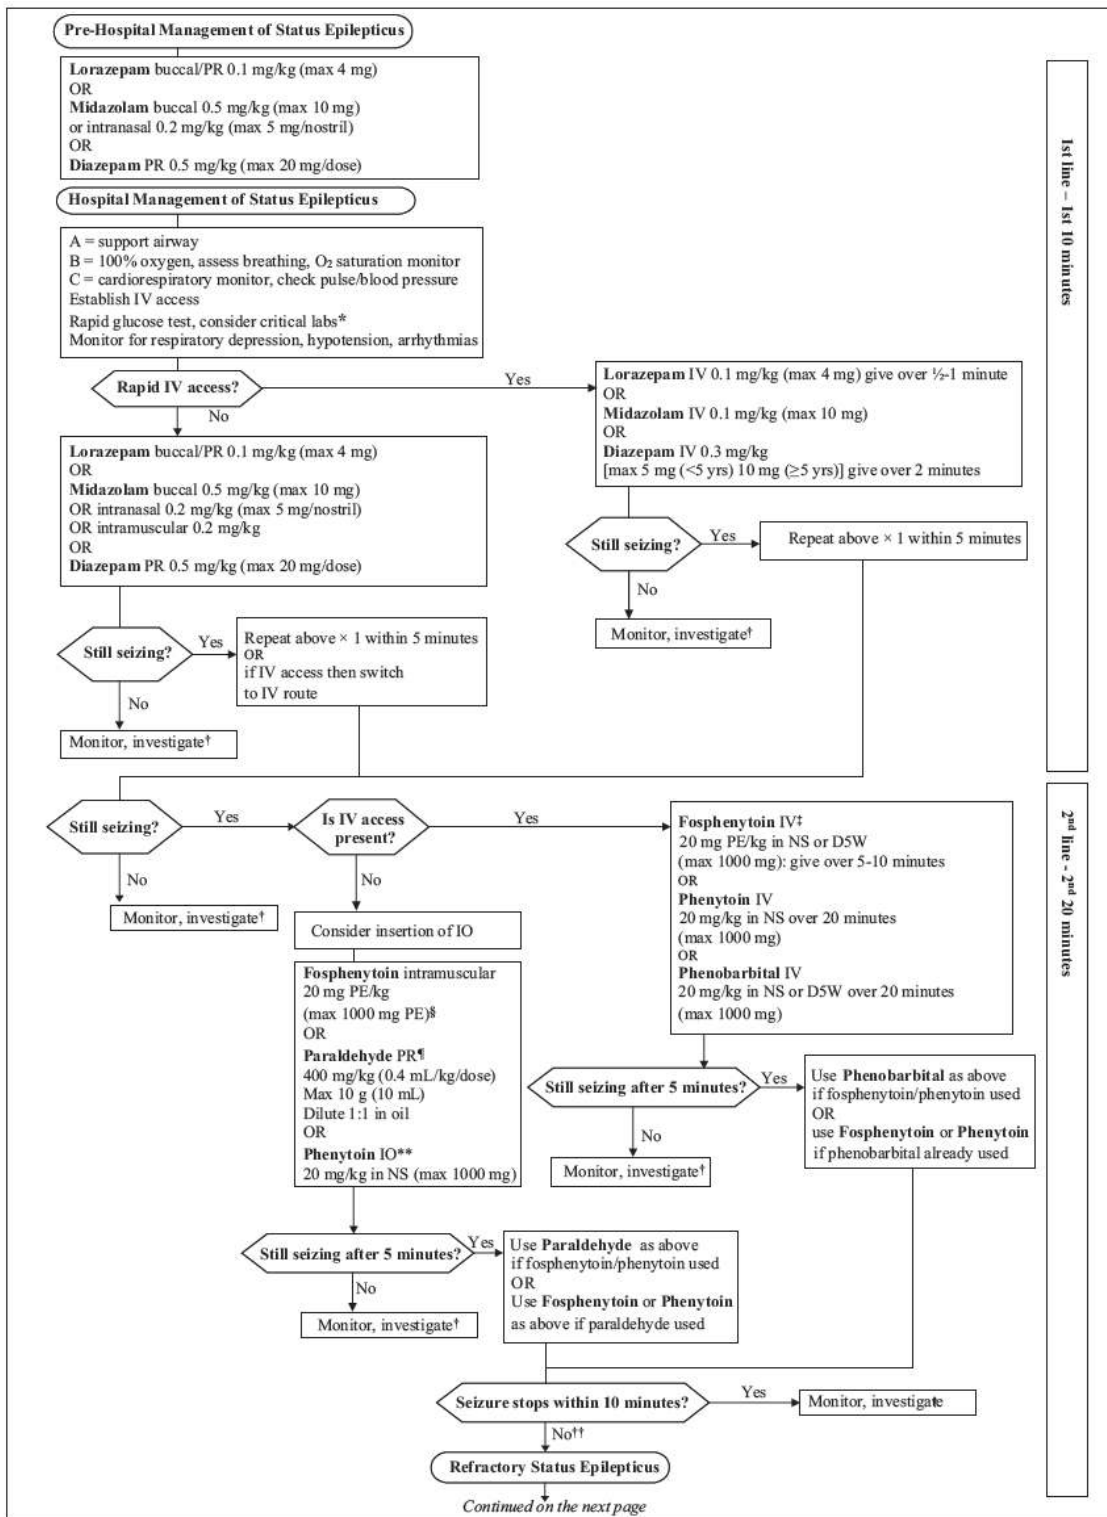 Pre-Hospital Management of Status Epilepticus
Lorazepam buccal/PR 0.1 mg/kg (max 4 mg)
OR
Midazolam buccal 0.5 mg/kg (max 10 mg)
or intranasal 0.2 mg/kg (max 5 mg/nostril)
OR
Diazepam PR 0.5 mg/kg (max 20 mg/dose)
Hospital Management of Status Epilepticus
A = support airway
B = 100% oxygen, assess breathing, O₂ saturation monitor
C = cardiorespiratory monitor, check pulse/blood pressure
Establish IV access
Rapid glucose test, consider critical labs*
Monitor for respiratory depression, hypotension, arrhythmias
1st line – 1st 10 minutes
Rapid IV access?
Yes
No
Lorazepam IV 0.1 mg/kg (max 4 mg) give over ½-1 minute
OR
Midazolam IV 0.1 mg/kg (max 10 mg)
OR
Diazepam IV 0.3 mg/kg
[max 5 mg (<5 yrs) 10 mg (≥5 yrs)] give over 2 minutes
Lorazepam buccal/PR 0.1 mg/kg (max 4 mg)
OR
Midazolam buccal 0.5 mg/kg (max 10 mg)
OR intranasal 0.2 mg/kg (max 5 mg/nostril)
OR intramuscular 0.2 mg/kg
OR
Diazepam PR 0.5 mg/kg (max 20 mg/dose)
Still seizing?
Yes
Repeat above × 1 within 5 minutes
No
Monitor, investigate†
Still seizing?
Yes
Repeat above × 1 within 5 minutes
OR
if IV access then switch
to IV route
No
Monitor, investigate†
Still seizing?
Yes
Is IV access
present?
Yes
No
Monitor, investigate†
No
Consider insertion of IO
Fosphenytoin IV‡
20 mg PE/kg in NS or D5W
(max 1000 mg): give over 5-10 minutes
OR
Phenytoin IV
20 mg/kg in NS over 20 minutes
(max 1000 mg)
OR
Phenobarbital IV
20 mg/kg in NS or D5W over 20 minutes
(max 1000 mg)
2nd line - 2nd 20 minutes
Fosphenytoin intramuscular
20 mg PE/kg
(max 1000 mg PE)§
OR
Paraldehyde PR¶
400 mg/kg (0.4 mL/kg/dose)
Max 10 g (10 mL)
Dilute 1:1 in oil
OR
Phenytoin IO**
20 mg/kg in NS (max 1000 mg)
Still seizing after 5 minutes?
Yes
Use Phenobarbital as above
if fosphenytoin/phenytoin used
OR
use Fosphenytoin or Phenytoin
if phenobarbital already used
No
Monitor, investigate†
Still seizing after 5 minutes?
Yes
Use Paraldehyde as above
if fosphenytoin/phenytoin used
OR
Use Fosphenytoin or Phenytoin
as above if paraldehyde used
No
Monitor, investigate†
Seizure stops within 10 minutes?
Yes
Monitor, investigate
No††
Refractory Status Epilepticus
Continued on the next page